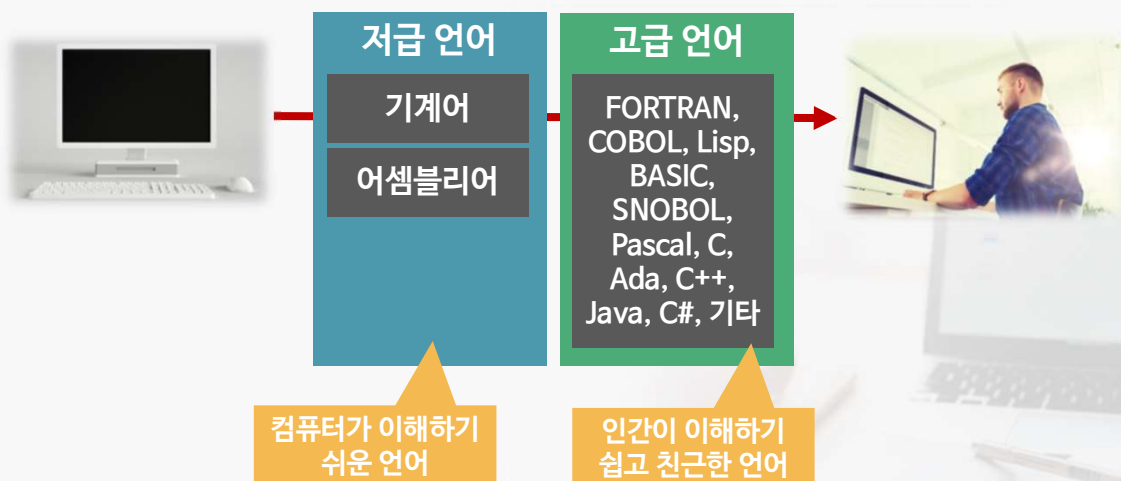 저급 언어
기계어
어셈블리어
고급 언어
FORTRAN,
COBOL, Lisp,
BASIC,
SNOBOL,
Pascal, C,
Ada, C++,
Java, C#, 기타
컴퓨터가 이해하기
쉬운 언어
인간이 이해하기
쉽고 친근한 언어